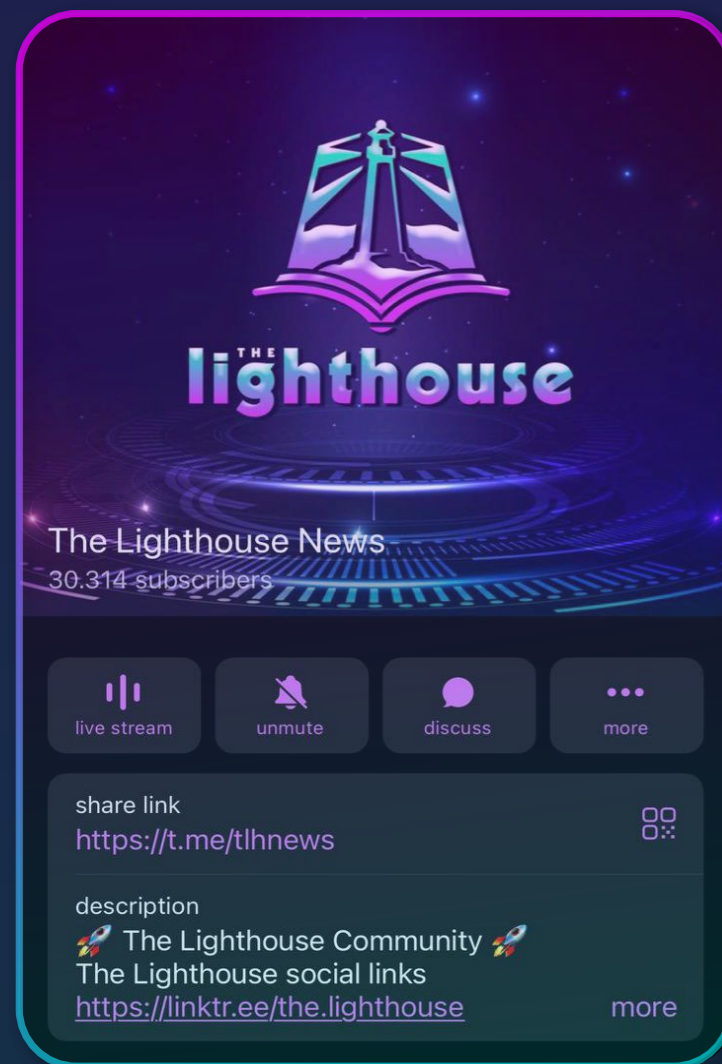 THE
lighthouse
The Lighthouse News
30.314 subscribers
live stream
unmute
discuss
more
share link
https://t.me/tlhnews
description
🚀 The Lighthouse Community 🚀
The Lighthouse social links
https://linktr.ee/the.lighthouse more